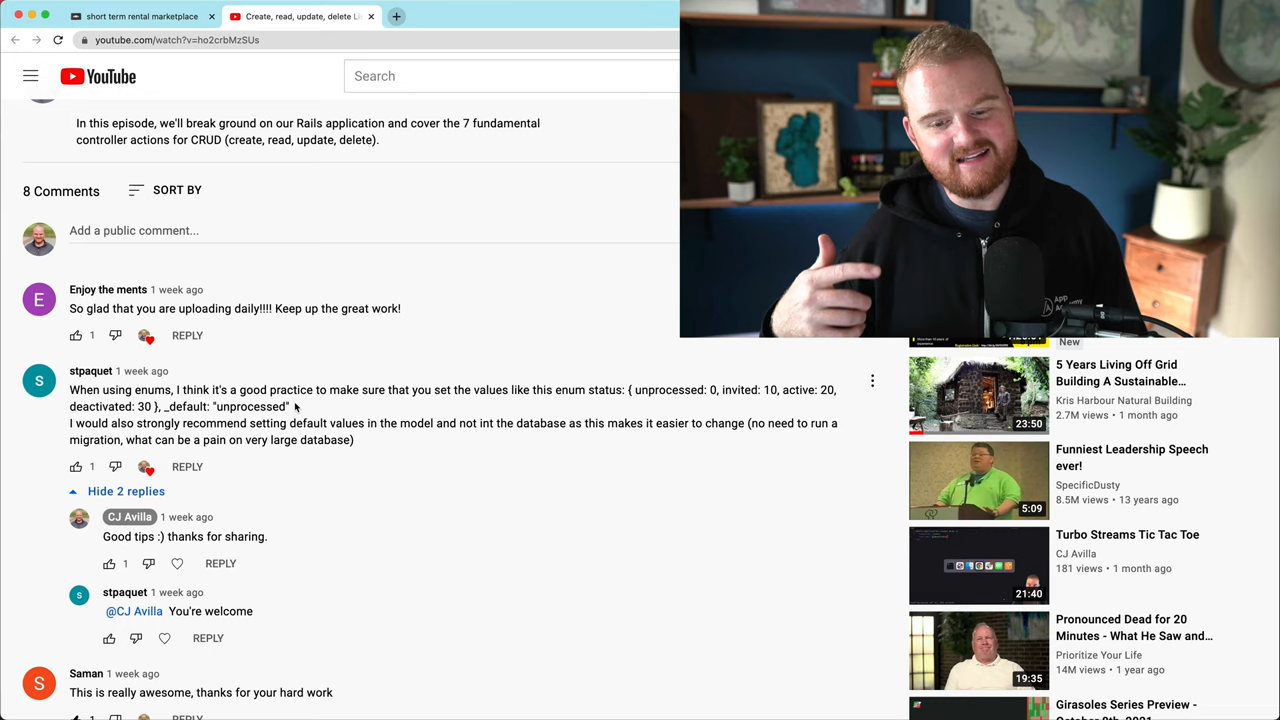 short term rental marketplace
Create, read, update, delete Li
youtube.com/watch?v=ho2crbMzSUs
YouTube
Search
In this episode, we'll break ground on our Rails application and cover the 7 fundamental
controller actions for CRUD (create, read, update, delete).
8 Comments
SORT BY
Add a public comment...
Enjoy the ments 1 week ago
So glad that you are uploading daily!!!! Keep up the great work!
1
REPLY
S
stpaquet 1 week ago
When using enums, I think it's a good practice to make sure that you set the values like this enum status: { unprocessed: 0, invited: 10, active: 20,
deactivated: 30 }, _default: "unprocessed"
I would also strongly recommend setting default values in the model and not int the database as this makes it easier to change (no need to run a
migration, what can be a pain on very large database)
1
REPLY
Hide 2 replies
CJ Avilla 1 week ago
Good tips :) thanks for sharing.
1
REPLY
S
stpaquet 1 week ago
@CJ Avilla You're welcome
REPLY
Saman 1 week ago
S
This is really awesome, thanks for your hard work
1
REPLY
E
App
New
5 Years Living Off Grid
Building A Sustainable...
Kris Harbour Natural Building
2.7M views • 1 month ago
23:50
Funniest Leadership Speech
ever!
SpecificDusty
8.5M views • 13 years ago
5:09
Turbo Streams Tic Tac Toe
CJ Avilla
181 views • 1 month ago
21:40
Pronounced Dead for 20
Minutes - What He Saw and...
Prioritize Your Life
14M views • 1 year ago
19:35
Girasoles Series Preview -